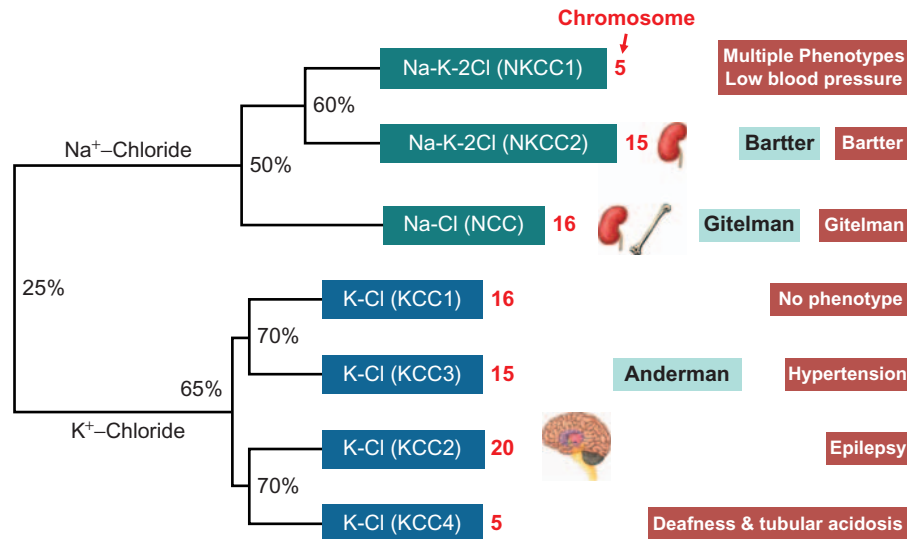 Chromosome
Na-K-2Cl (NKCC1) 5 Multiple Phenotypes
Low blood pressure
60%
Na-K-2Cl (NKCC2) 15 Bartter Bartter
Na⁺–Chloride
50%
Na-Cl (NCC) 16 Gitelman Gitelman
25%
K-Cl (KCC1) 16 No phenotype
70%
K-Cl (KCC3) 15 Anderman Hypertension
65%
K⁺–Chloride
K-Cl (KCC2) 20 Epilepsy
70%
K-Cl (KCC4) 5 Deafness & tubular acidosis